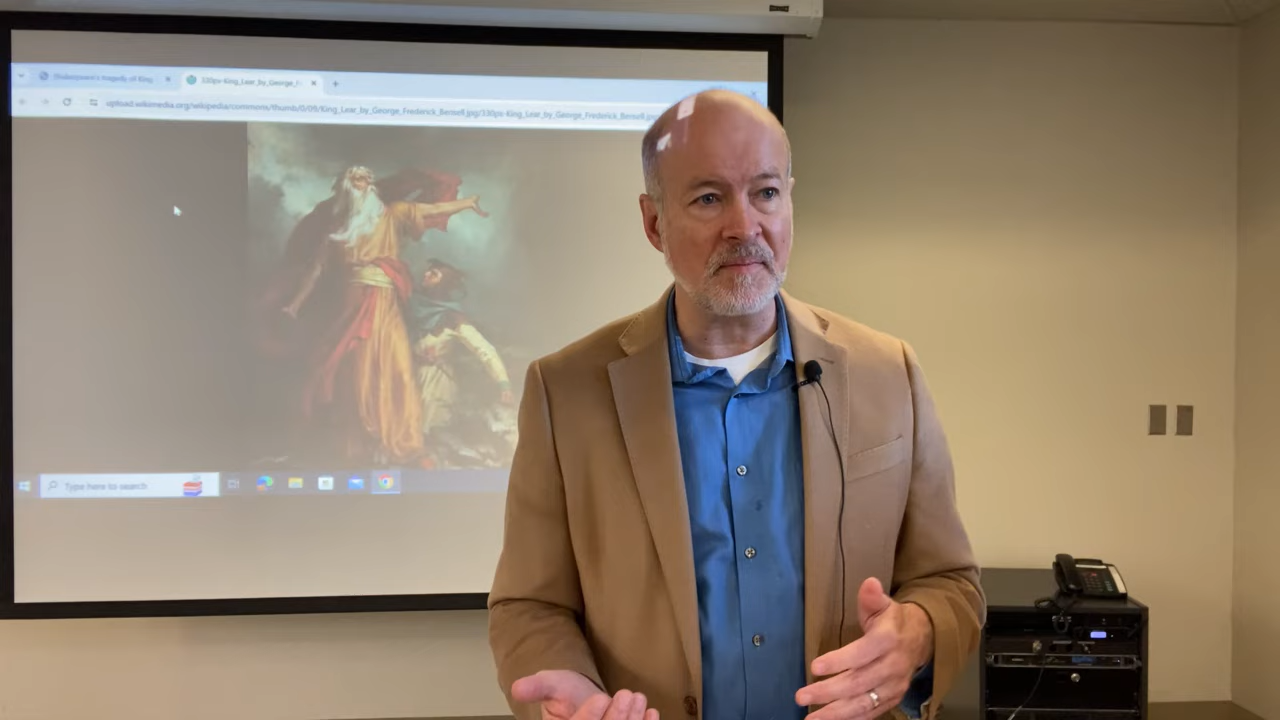 Shakespeare's tragedy of King
330px-King_Lear_by_George_F
upload.wikimedia.org/wikipedia/commons/thumb/0/09/King_Lear_by_George_Frederick_Bensell.jpg/330px-King_Lear_by_George_Frederick_Bensell.jpg
Type here to search